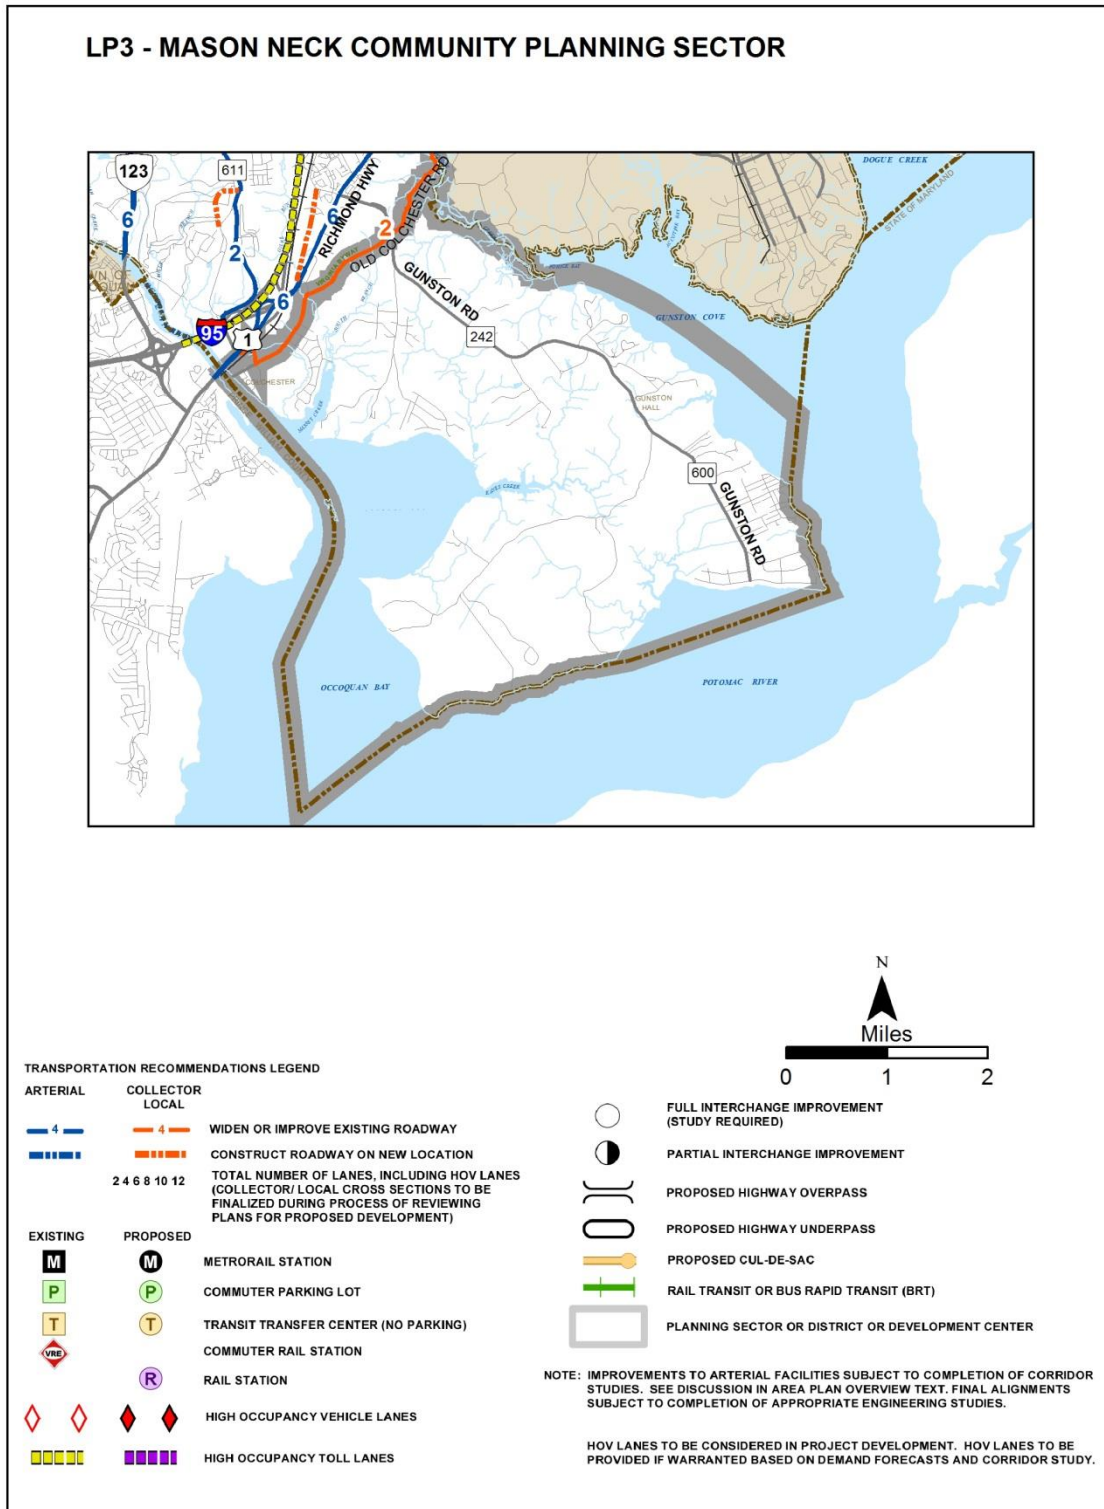 LP3 - MASON NECK COMMUNITY PLANNING SECTOR
123
611
6
2
6
RICHMOND HWY
OLD COLCHESTER RD
2
DOGUE CREEK
STATE OF MARYLAND
GUNSTON RD
242
GUNSTON COVE
6
95
1
COLCHESTER
GUNSTON
HALL
600
GUNSTON RD
KANES CREEK
OCCOQUAN BAY
POTOMAC RIVER
N
Miles
0 1 2
TRANSPORTATION RECOMMENDATIONS LEGEND
ARTERIAL COLLECTOR
LOCAL
4 4 WIDEN OR IMPROVE EXISTING ROADWAY
CONSTRUCT ROADWAY ON NEW LOCATION
2 4 6 8 10 12 TOTAL NUMBER OF LANES, INCLUDING HOV LANES
(COLLECTOR/ LOCAL CROSS SECTIONS TO BE
FINALIZED DURING PROCESS OF REVIEWING
PLANS FOR PROPOSED DEVELOPMENT)
EXISTING PROPOSED
M M METRORAIL STATION
P P COMMUTER PARKING LOT
T T TRANSIT TRANSFER CENTER (NO PARKING)
VRE COMMUTER RAIL STATION
R RAIL STATION
HIGH OCCUPANCY VEHICLE LANES
HIGH OCCUPANCY TOLL LANES
FULL INTERCHANGE IMPROVEMENT
(STUDY REQUIRED)
PARTIAL INTERCHANGE IMPROVEMENT
PROPOSED HIGHWAY OVERPASS
PROPOSED HIGHWAY UNDERPASS
PROPOSED CUL-DE-SAC
RAIL TRANSIT OR BUS RAPID TRANSIT (BRT)
PLANNING SECTOR OR DISTRICT OR DEVELOPMENT CENTER
NOTE: IMPROVEMENTS TO ARTERIAL FACILITIES SUBJECT TO COMPLETION OF CORRIDOR
STUDIES. SEE DISCUSSION IN AREA PLAN OVERVIEW TEXT. FINAL ALIGNMENTS
SUBJECT TO COMPLETION OF APPROPRIATE ENGINEERING STUDIES.
HOV LANES TO BE CONSIDERED IN PROJECT DEVELOPMENT. HOV LANES TO BE
PROVIDED IF WARRANTED BASED ON DEMAND FORECASTS AND CORRIDOR STUDY.